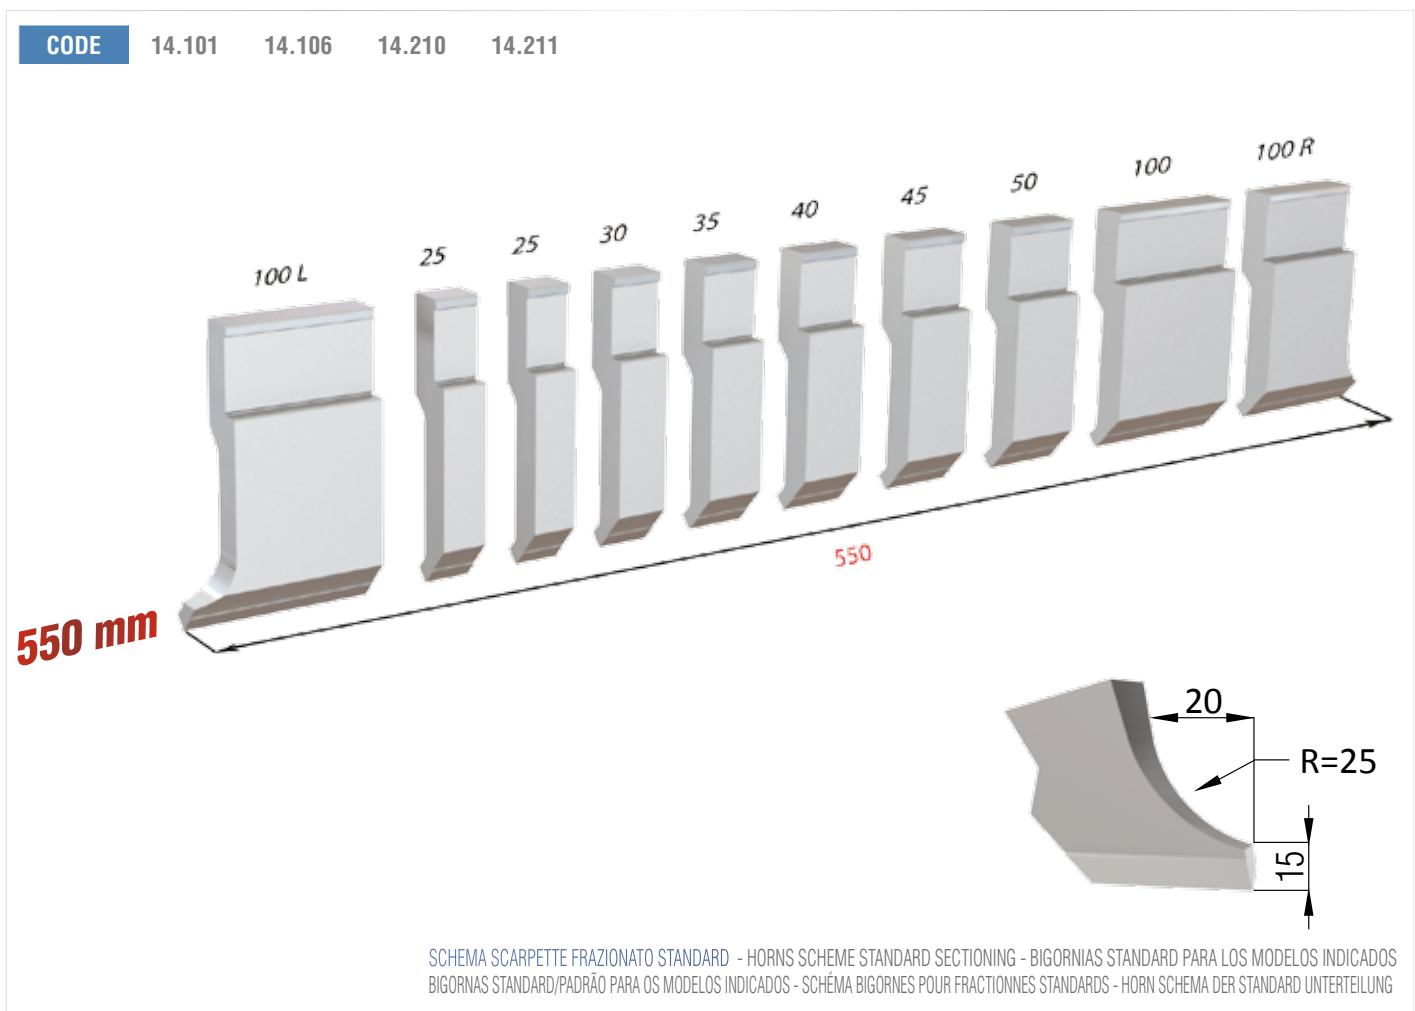 CODE 14.101 14.106 14.210 14.211
100 L 25 25 30 35 40 45 50 100 100 R
550
550 mm
20
R=25
15
SCHEMA SCARPETTE FRAZIONATO STANDARD - HORNS SCHEME STANDARD SECTIONING - BIGORNIAS STANDARD PARA LOS MODELOS INDICADOS
BIGORNAS STANDARD/PADRÃO PARA OS MODELOS INDICADOS - SCHÉMA BIGORNES POUR FRACTIONNES STANDARDS - HORN SCHEMA DER STANDARD UNTERTEILUNG